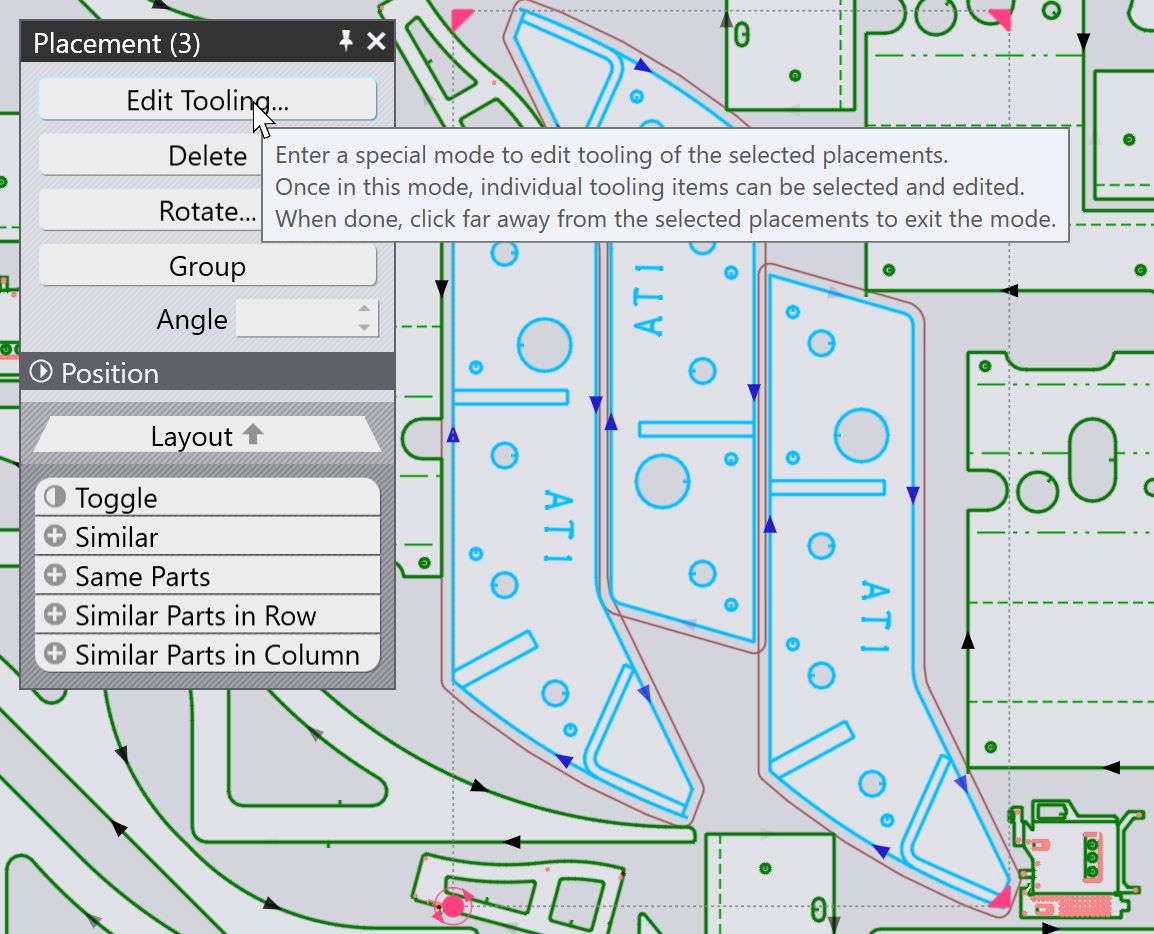 Placement (3)
Edit Tooling...
Delete
Rotate...
Group
Angle
Position
Layout
Toggle
Similar
Same Parts
Similar Parts in Row
Similar Parts in Column
Enter a special mode to edit tooling of the selected placements.
Once in this mode, individual tooling items can be selected and edited.
When done, click far away from the selected placements to exit the mode.
AT1
AT1
AT1